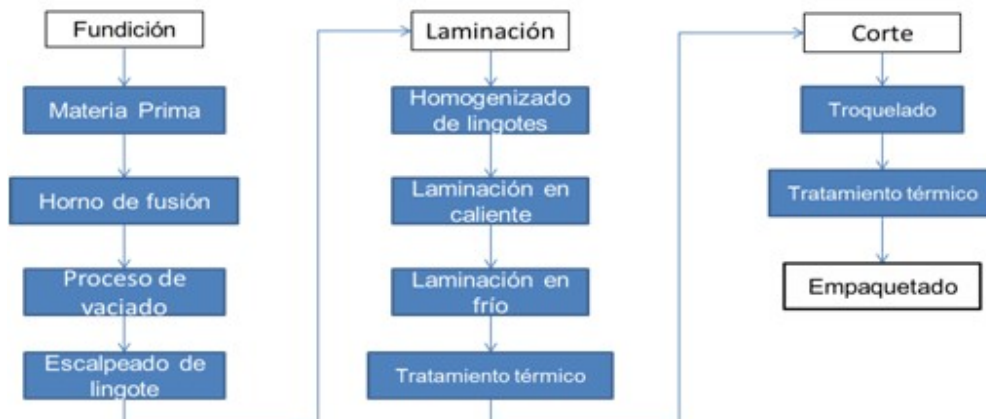 Fundición
Materia Prima
Horno de fusión
Proceso de
vaciado
Escalpeado de
lingote
Laminación
Homogenizado
de lingotes
Laminación en
caliente
Laminación en
frío
Tratamiento térmico
Corte
Troquelado
Tratamiento térmico
Empaquetado